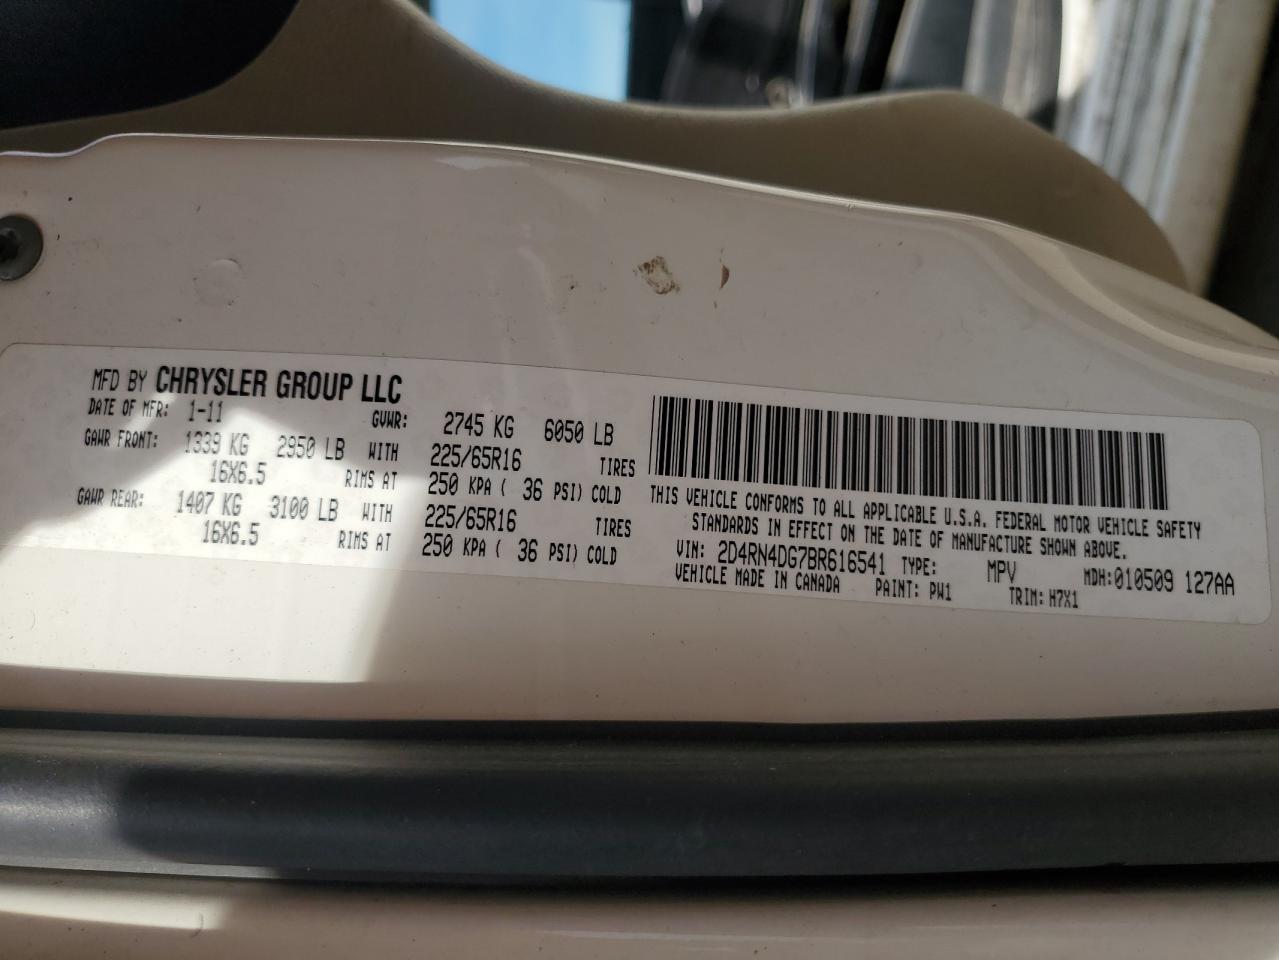 MFD BY CHRYSLER GROUP LLC
DATE OF MFR: 1-11 GVWR: 2745 KG 6050 LB
GAWR FRONT: 1339 KG 2950 LB WITH 225/65R16 TIRES
16X6.5 RIMS AT 250 KPA ( 36 PSI) COLD
GAWR REAR: 1407 KG 3100 LB WITH 225/65R16 TIRES
16X6.5 RIMS AT 250 KPA ( 36 PSI) COLD
THIS VEHICLE CONFORMS TO ALL APPLICABLE U.S.A. FEDERAL MOTOR VEHICLE SAFETY
STANDARDS IN EFFECT ON THE DATE OF MANUFACTURE SHOWN ABOVE.
VIN: 2D4RN4DG7BR616541 TYPE: MPV MDH:010509 127AA
VEHICLE MADE IN CANADA PAINT: PW1 TRIM: H7X1